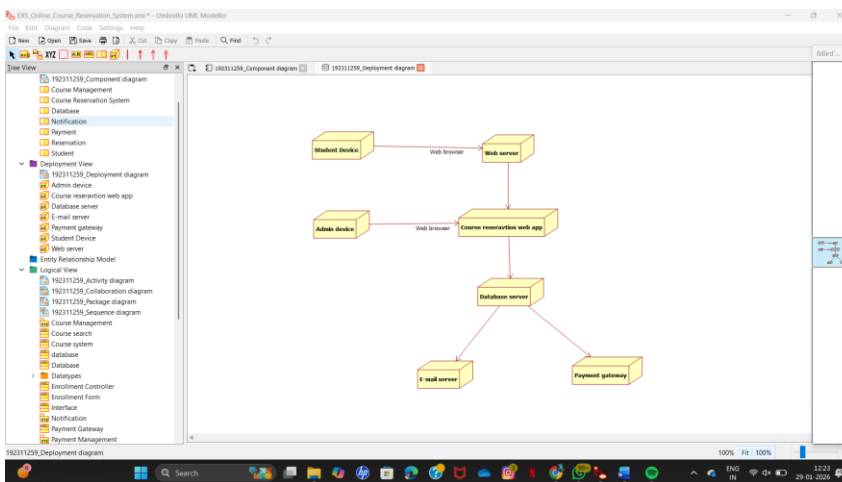 EX5_Online_Course_Reservation_System.xmi * - Umbrello UML Modeller
File Edit Diagram Code Settings Help
New Open Save Cut Copy Paste Find
XYZ
Tree View
192311259_Component diagram
192311259_Deployment diagram
192311259_Component diagram
Course Management
Course Reservation System
Database
Notification
Payment
Reservation
Student
Deployment View
192311259_Deployment diagram
Admin device
Course reseravtion web app
Database server
E-mail server
Payment gateway
Student Device
Web server
Entity Relationship Model
Logical View
192311259_Activity diagram
192311259_Collaboration diagram
192311259_Package diagram
192311259_Sequence diagram
Course Management
Course search
Course system
database
Database
Datatypes
Enrollment Controller
Enrollment Form
Interface
Notification
Payment Gateway
Payment Management
Student Device
Web browser
Web server
Admin device
Web browser
Course reseravtion web app
Database server
E-mail server
Payment gateway
192311259_Deployment diagram
100% Fit 100%
Search
99+
ENG
IN
12:23
29-01-2026